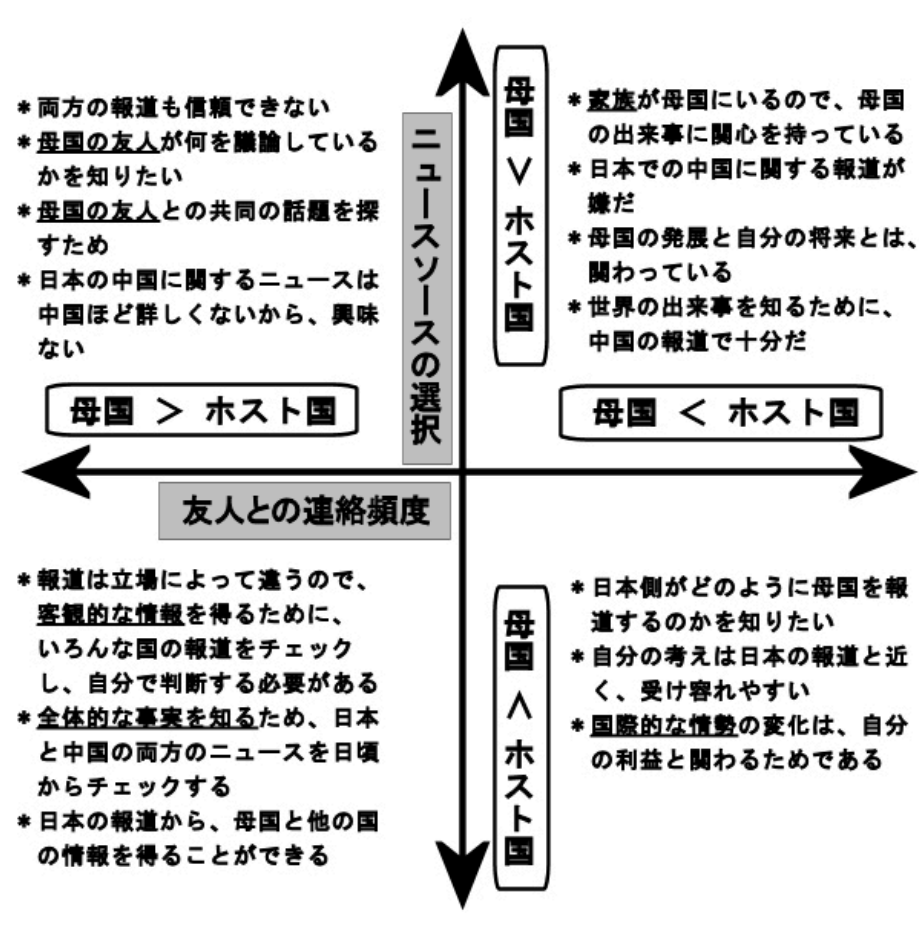 ＊両方の報道も信頼できない
＊母国の友人が何を議論している
かを知りたい
＊母国の友人との共同の話題を探
すため
＊日本の中国に関するニュースは
中国ほど詳しくないから、興味
ない
母国 ＞ ホスト国
ニュースソースの選択
母国 ＞ ホスト国
＊家族が母国にいるので、母国
の出来事に関心を持っている
＊日本での中国に関する報道が
嫌だ
＊母国の発展と自分の将来とは、
関わっている
＊世界の出来事を知るために、
中国の報道で十分だ
母国 ＜ ホスト国
友人との連絡頻度
＊報道は立場によって違うので、
客観的な情報を得るために、
いろんな国の報道をチェック
し、自分で判断する必要がある
＊全体的な事実を知るため、日本
と中国の両方のニュースを日頃
からチェックする
＊日本の報道から、母国と他の国
の情報を得ることができる
母国 ＜ ホスト国
＊日本側がどのように母国を報
道するのかを知りたい
＊自分の考えは日本の報道と近
く、受け容れやすい
＊国際的な情勢の変化は、自分
の利益と関わるためである